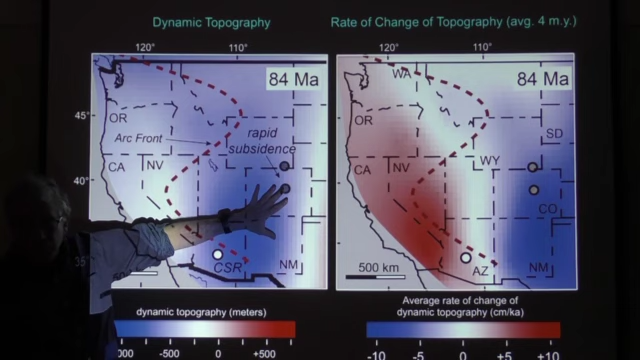 Dynamic Topography
120° 110°
84 Ma
45°
OR
Arc Front
rapid
subsidence
CA NV
40°
35°
CSR
NM
dynamic topography (meters)
-500 0 +500
Rate of Change of Topography (avg. 4 m.y.)
120° 110°
WA
84 Ma
OR
SD
WY
CA NV
CO
500 km
AZ
NM
Average rate of change of
dynamic topography (cm/ka)
-10 -5 0 +5 +10